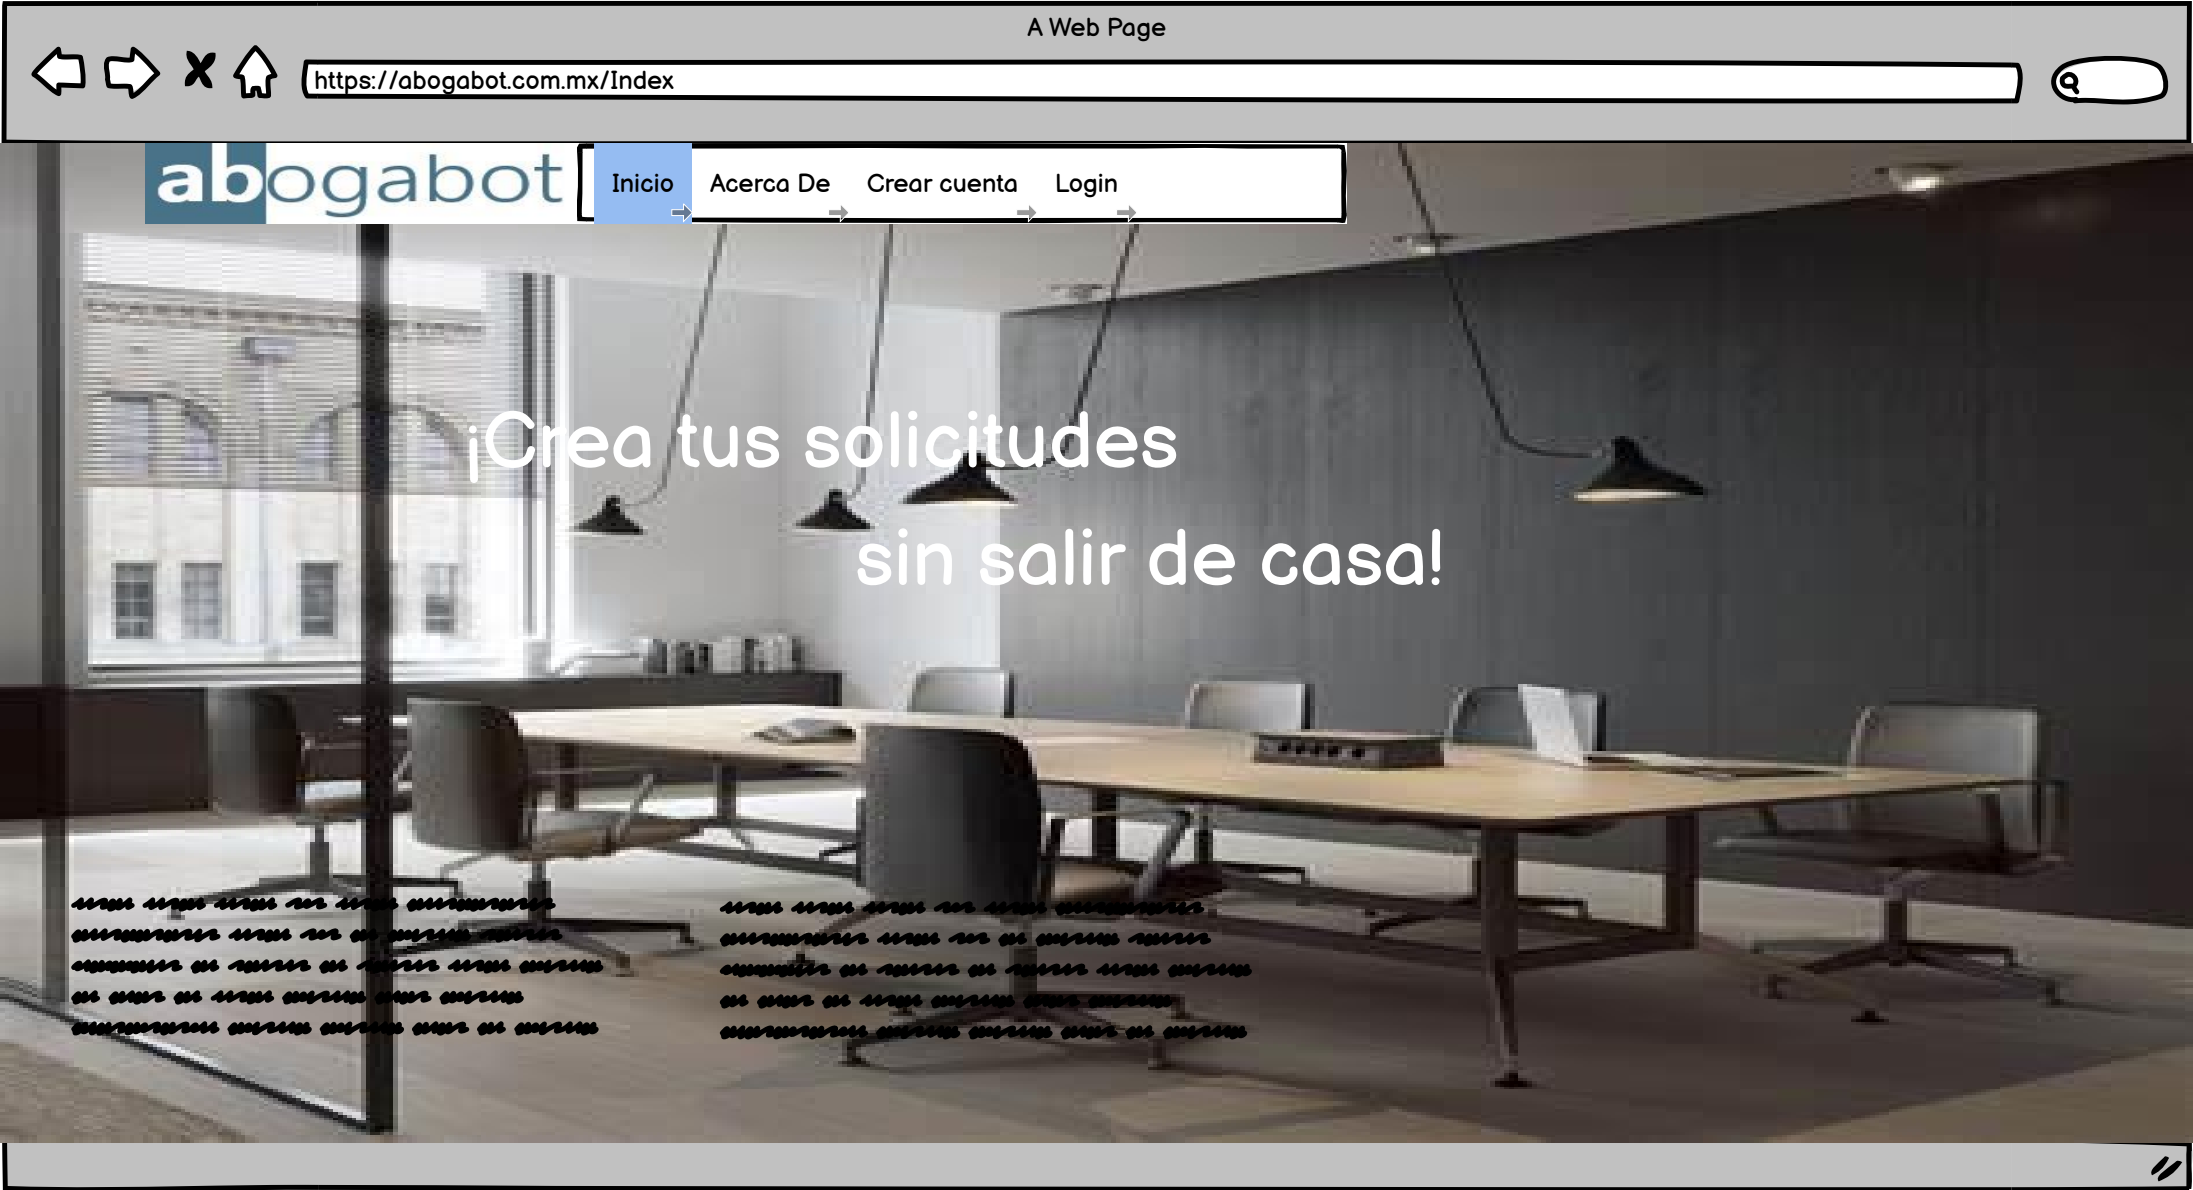 A Web Page
https://abogabot.com.mx/Index
abogabot
Inicio Acerca De Crear cuenta Login
¡Crea tus solicitudes
sin salir de casa!